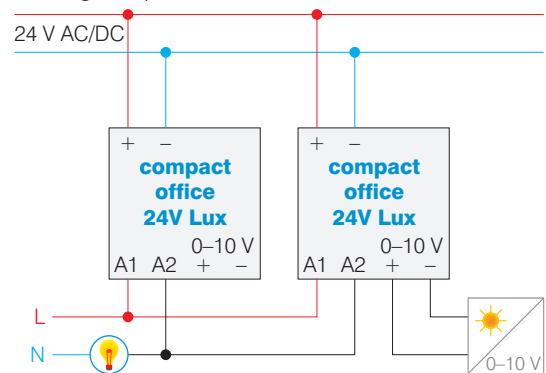 24 V AC/DC
+ – + –
compact compact
office office
24V Lux 24V Lux
0–10 V 0–10 V
A1 A2 + – A1 A2 + –
L
N
0–10 V